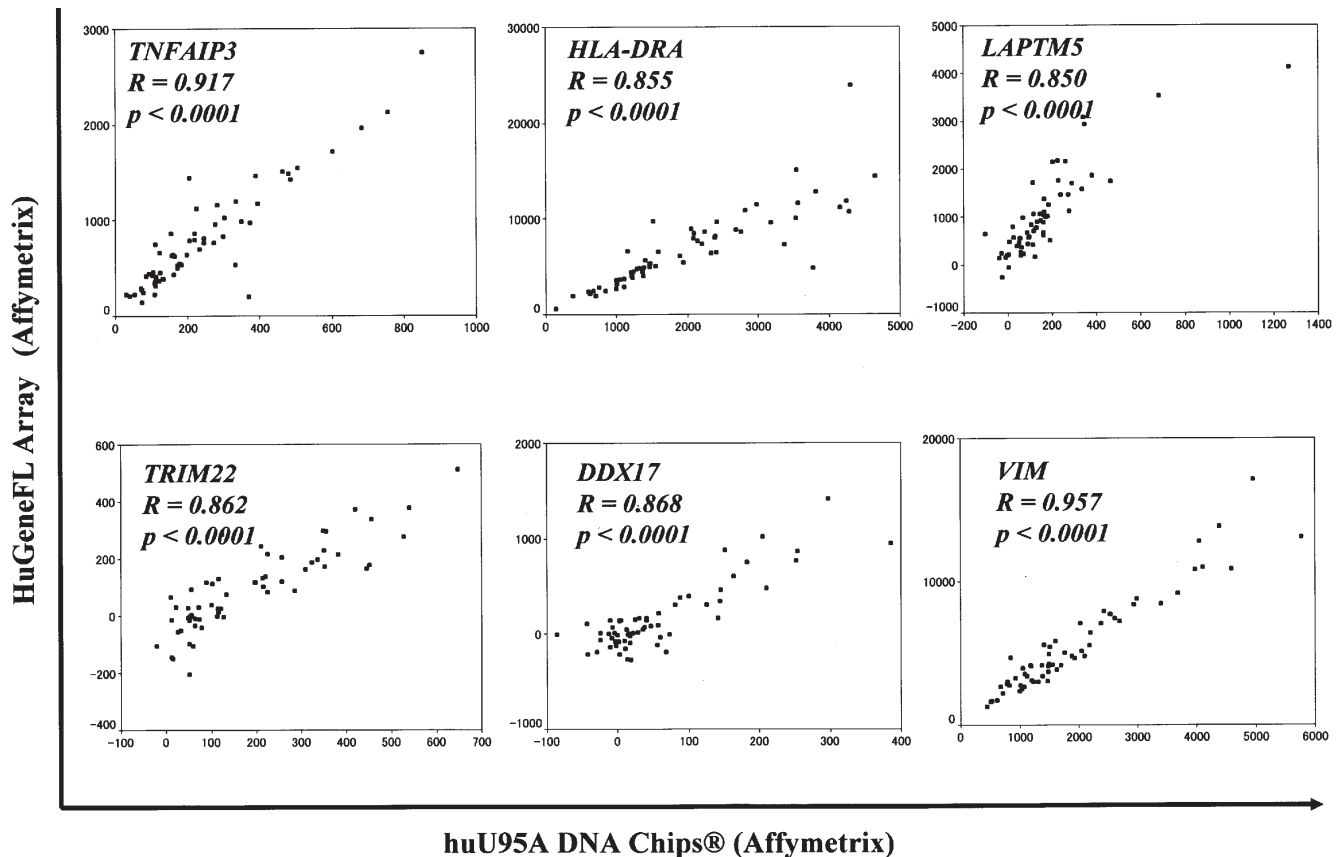 HuGeneFL Array (Affymetrix)
TNFAIP3
R = 0.917
p < 0.0001
3000
2000
1000
0
0 200 400 600 800 1000
HLA-DRA
R = 0.855
p < 0.0001
30000
20000
10000
0
0 1000 2000 3000 4000 5000
LAPTM5
R = 0.850
p < 0.0001
5000
4000
3000
2000
1000
0
-1000
-200 0 200 400 600 800 1000 1200 1400
TRIM22
R = 0.862
p < 0.0001
600
400
200
0
-200
-400
-100 0 100 200 300 400 500 600 700
DDX17
R = 0.868
p < 0.0001
2000
1000
0
-1000
-100 0 100 200 300 400
VIM
R = 0.957
p < 0.0001
20000
10000
0
0 1000 2000 3000 4000 5000 6000
huU95A DNA Chips® (Affymetrix)